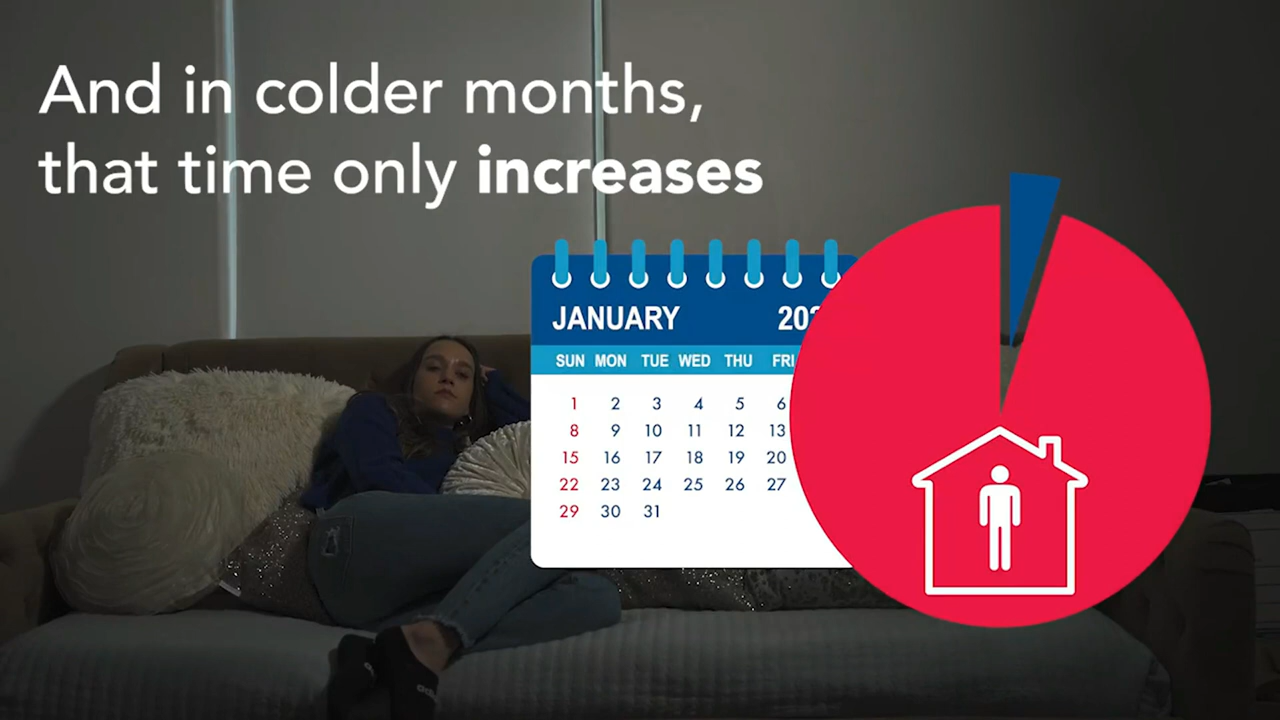 And in colder months,
that time only increases
JANUARY
SUN MON TUE WED THU FRI
1 2 3 4 5 6
8 9 10 11 12 13
15 16 17 18 19 20
22 23 24 25 26 27
29 30 31